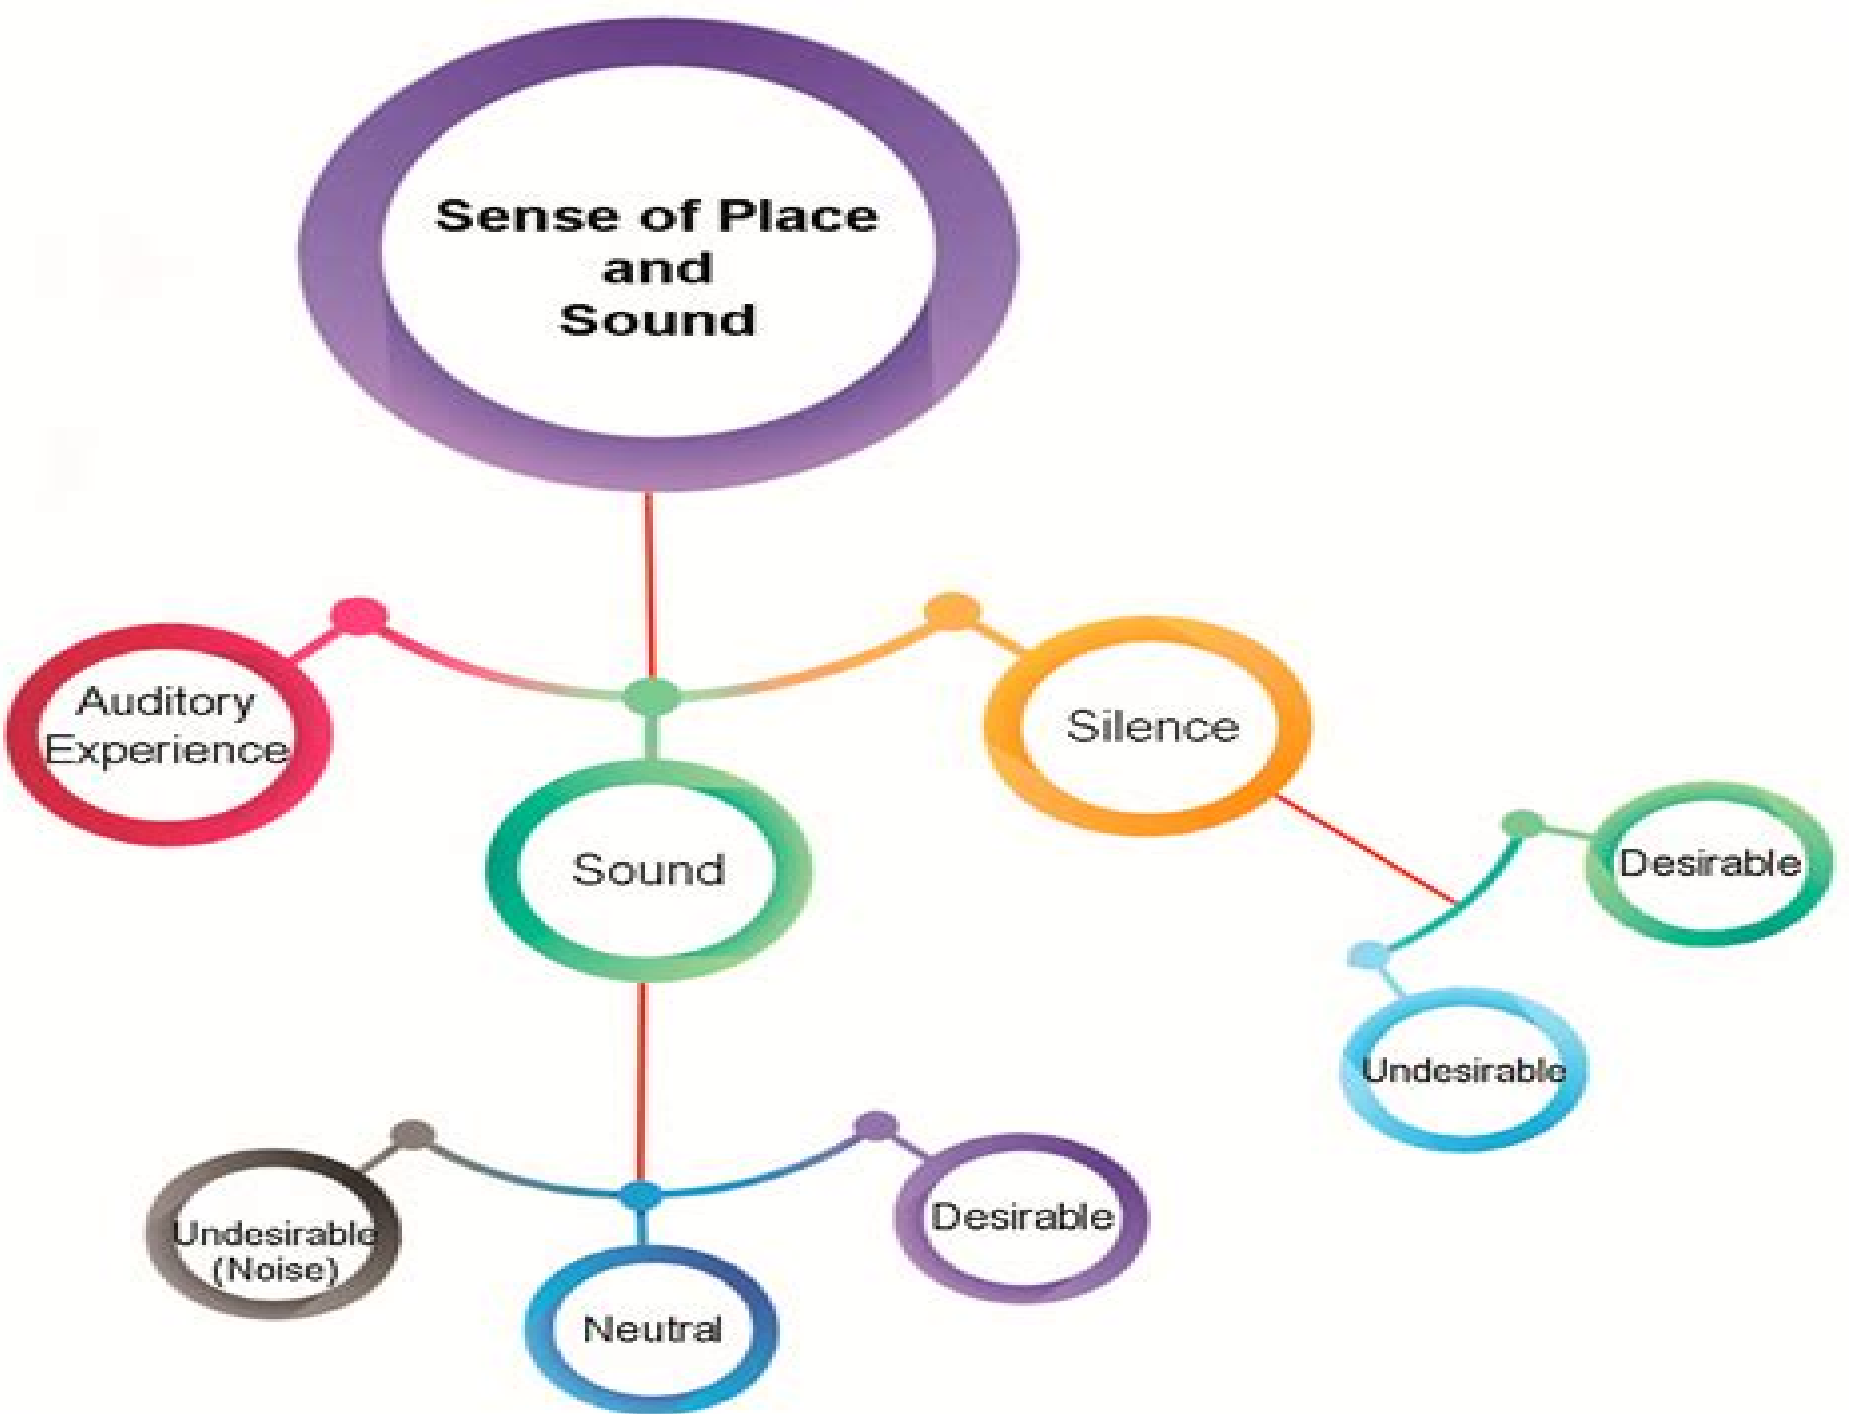 Sense of Place
and
Sound
Auditory
Experience
Silence
Sound
Desirable
Undesirable
Undesirable
(Noise)
Neutral
Desirable